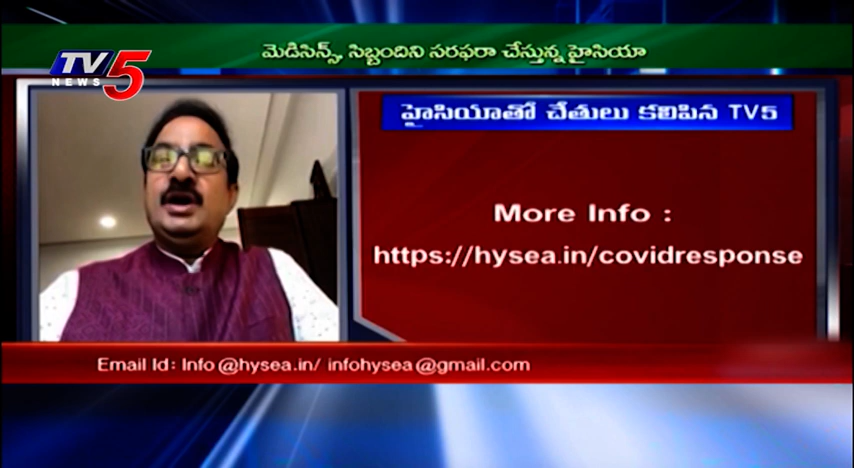 మెడిసిన్స్, సిబ్బందిని సరఫరా చేస్తున్న హైసియా
TV5
NEWS
హైసియాతో చేతులు కలిపిన TV5
More Info :
https://hysea.in/covidresponse
Email Id: Info@hysea.in/ infohysea@gmail.com